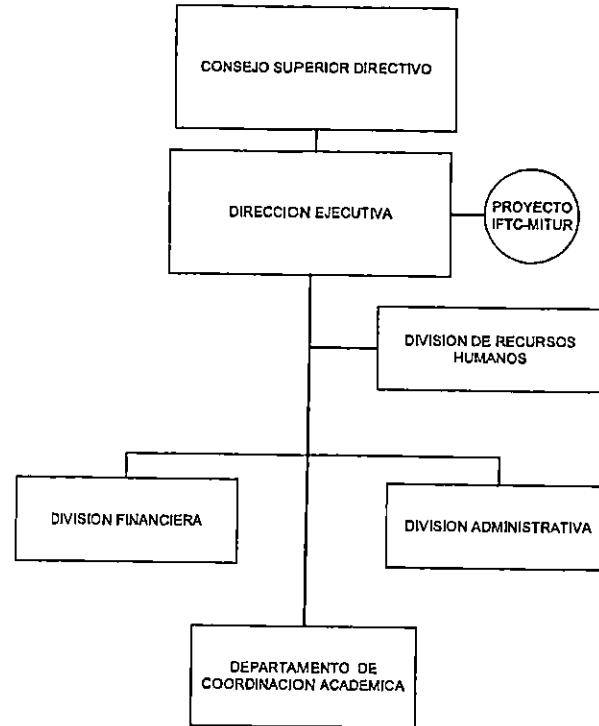 CONSEJO SUPERIOR DIRECTIVO
DIRECCION EJECUTIVA
PROYECTO
IFTC-MITUR
DIVISION DE RECURSOS
HUMANOS
DIVISION FINANCIERA
DIVISION ADMINISTRATIVA
DEPARTAMENTO DE
COORDINACION ACADEMICA